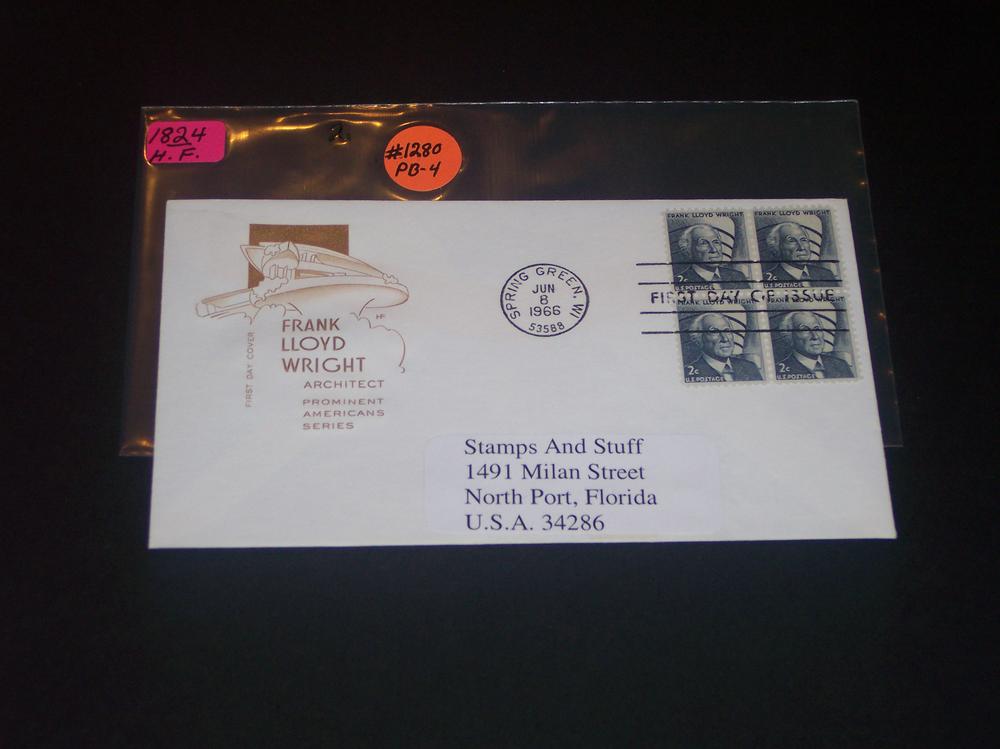 1824
H. F.
2.
#1280
PB-4
FIRST DAY COVER
HF
FRANK
LLOYD
WRIGHT
ARCHITECT
PROMINENT
AMERICANS
SERIES
SPRING GREEN, WI
JUN
8
1966
53588
FRANK LLOYD WRIGHT
2c
U.S. POSTAGE
FRANK LLOYD WRIGHT
2c
U.S. POSTAGE
FIRST DAY OF ISSUE
FRANK LLOYD WRIGHT
2c
U.S. POSTAGE
FRANK LLOYD WRIGHT
2c
U.S. POSTAGE
Stamps And Stuff
1491 Milan Street
North Port, Florida
U.S.A. 34286